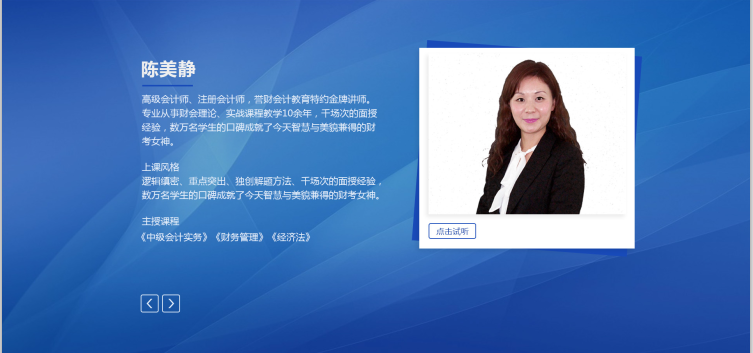 陈美静
高级会计师、注册会计师，誉财会计教育特约金牌讲师。
专业从事财会理论、实战课程教学10余年，千场次的面授
经验，数万名学生的口碑成就了今天智慧与美貌兼得的财
考女神。
上课风格
逻辑缜密、重点突出、独创解题方法、千场次的面授经验，
数万名学生的口碑成就了今天智慧与美貌兼得的财考女神。
主授课程
《中级会计实务》《财务管理》《经济法》
点击试听